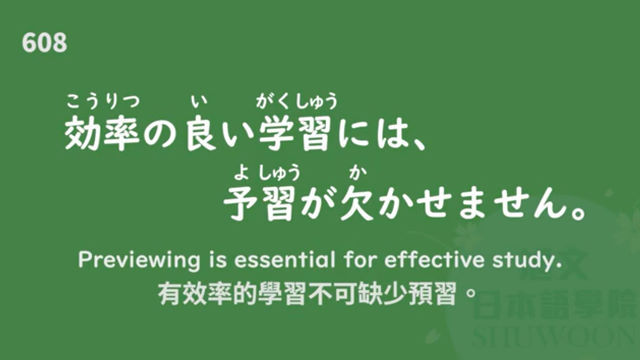 608
こうりつ い がくしゅう
効率の良い学習には、
よしゅう か
予習が欠かせません。
Previewing is essential for effective study.
有效率的學習不可缺少預習。
日本語學院
SHUWOON